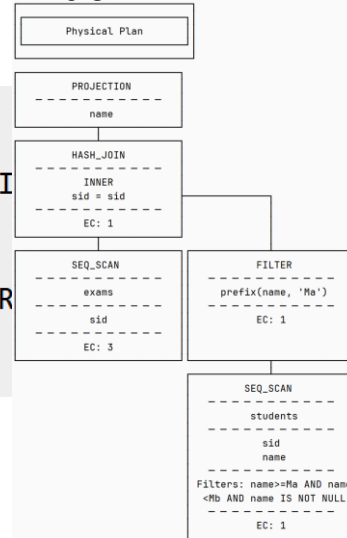 Physical Plan
PROJECTION
name
HASH_JOIN
INNER
sid = sid
EC: 1
SEQ_SCAN
exams
sid
EC: 3
FILTER
prefix(name, 'Ma')
EC: 1
SEQ_SCAN
students
sid
name
Filters: name>=Ma AND name
<Mb AND name IS NOT NULL
EC: 1
I
R